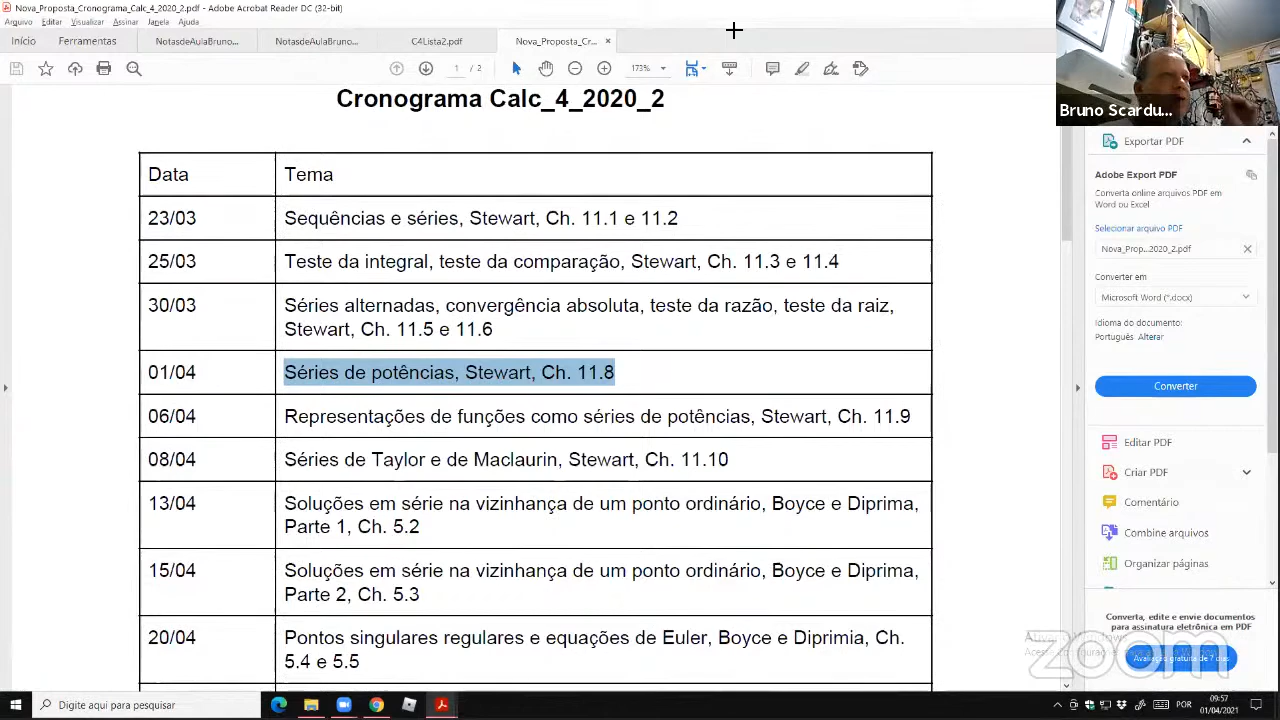 Nova_Proposta_Cronograma_Calc_4_2020_2.pdf - Adobe Acrobat Reader DC (32-bit)
Arquivo Editar Visualizar Assinar Janela Ajuda
Início Ferramentas NotasdeAulaBruno... NotasdeAulaBruno... C4Lista2.pdf Nova_Proposta_Cr... ×
1 / 2 173%
Bruno Scardu...
Cronograma Calc_4_2020_2
Data Tema
23/03 Sequências e séries, Stewart, Ch. 11.1 e 11.2
25/03 Teste da integral, teste da comparação, Stewart, Ch. 11.3 e 11.4
30/03 Séries alternadas, convergência absoluta, teste da razão, teste da raiz,
Stewart, Ch. 11.5 e 11.6
01/04 Séries de potências, Stewart, Ch. 11.8
06/04 Representações de funções como séries de potências, Stewart, Ch. 11.9
08/04 Séries de Taylor e de Maclaurin, Stewart, Ch. 11.10
13/04 Soluções em série na vizinhança de um ponto ordinário, Boyce e Diprima,
Parte 1, Ch. 5.2
15/04 Soluções em série na vizinhança de um ponto ordinário, Boyce e Diprima,
Parte 2, Ch. 5.3
20/04 Pontos singulares regulares e equações de Euler, Boyce e Diprimia, Ch.
5.4 e 5.5
Exportar PDF
Adobe Export PDF
Converta online arquivos PDF em
Word ou Excel
Selecionar arquivo PDF
Nova_Prop...2020_2.pdf
Converter em
Microsoft Word (*.docx)
Idioma do documento:
Português Alterar
Converter
Editar PDF
Criar PDF
Comentário
Combine arquivos
Organizar páginas
Converta, edite e envie documentos
para assinatura eletrônica em PDF
Avaliação gratuita de 7 dias
zoom
Digite aqui para pesquisar
POR
09:57
01/04/2021